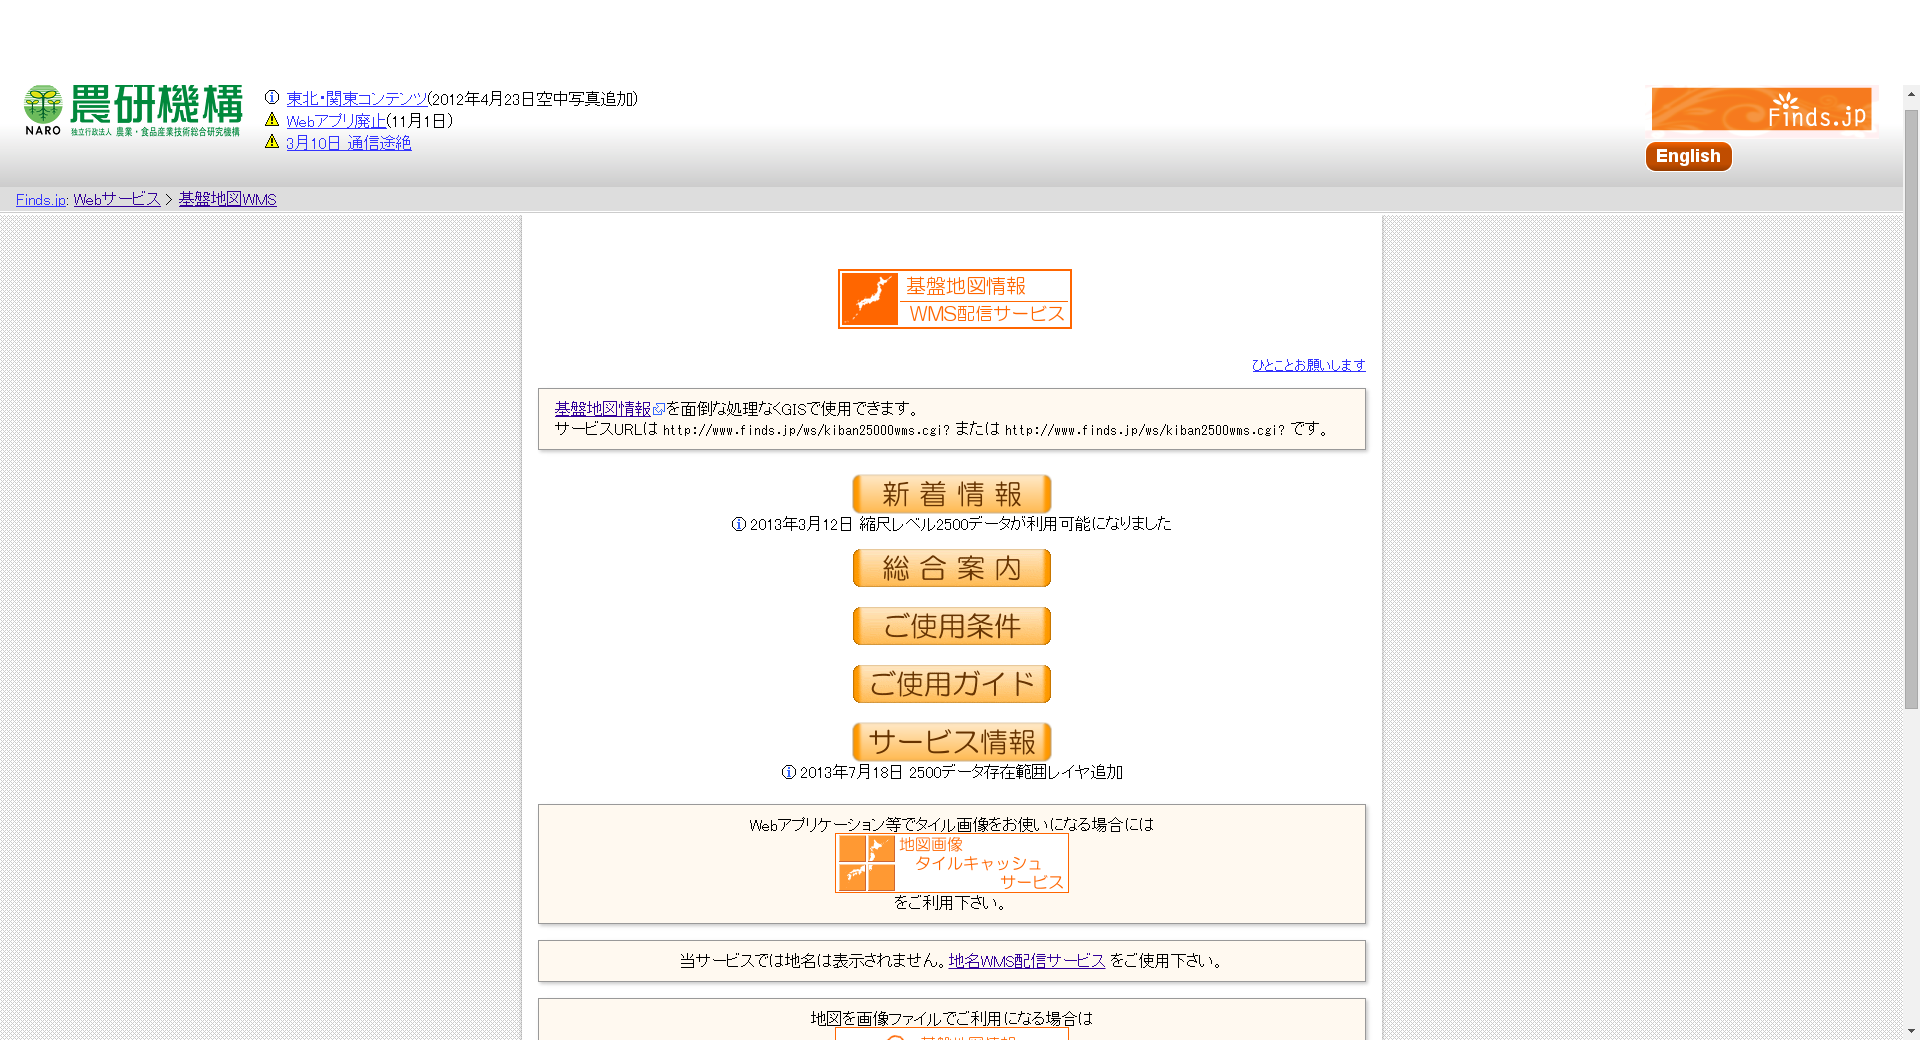 農研機構
NARO 独立行政法人 農業・食品産業技術総合研究機構
東北・関東コンテンツ(2012年4月23日空中写真追加)
Webアプリ廃止(11月1日)
3月10日 通信途絶
Finds.jp
English
Finds.jp: Webサービス > 基盤地図WMS
基盤地図情報
WMS配信サービス
ひとことお願いします
基盤地図情報を面倒な処理なくGISで使用できます。
サービスURLは http://www.finds.jp/ws/kiban25000wms.cgi? または http://www.finds.jp/ws/kiban2500wms.cgi? です。
新着情報
2013年3月12日 縮尺レベル2500データが利用可能になりました
総合案内
ご使用条件
ご使用ガイド
サービス情報
2013年7月18日 2500データ存在範囲レイヤ追加
Webアプリケーション等でタイル画像をお使いになる場合には
地図画像
タイルキャッシュ
サービス
をご利用下さい。
当サービスでは地名は表示されません。地名WMS配信サービス をご使用下さい。
地図を画像ファイルでご利用になる場合は